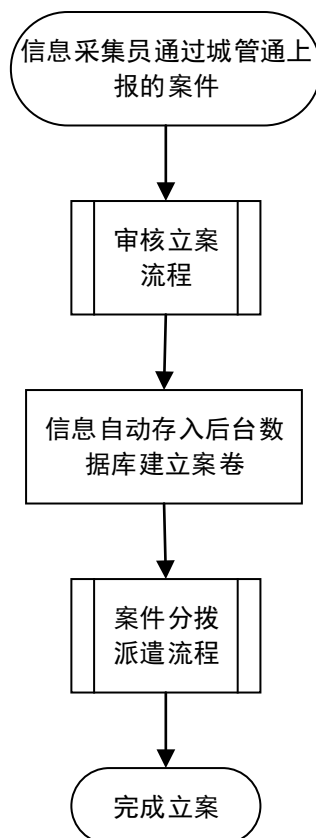 信息采集员通过城管通上
报的案件
审核立案
流程
信息自动存入后台数
据库建立案卷
案件分拨
派遣流程
完成立案